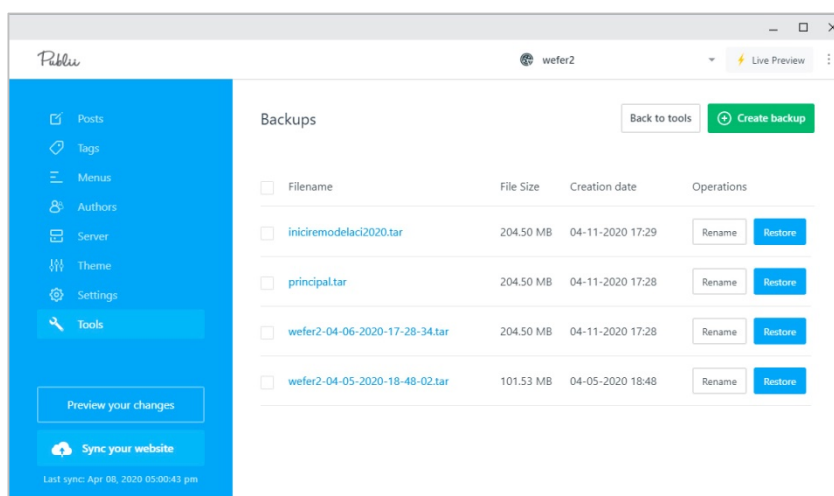 Publii
wefer2
Live Preview
Posts
Tags
Menus
Authors
Server
Theme
Settings
Tools
Preview your changes
Sync your website
Last sync: Apr 08, 2020 05:00:43 pm
Backups
Back to tools
Create backup
Filename File Size Creation date Operations
iniciremodelaci2020.tar 204.50 MB 04-11-2020 17:29 Rename Restore
principal.tar 204.50 MB 04-11-2020 17:28 Rename Restore
wefer2-04-06-2020-17-28-34.tar 204.50 MB 04-11-2020 17:28 Rename Restore
wefer2-04-05-2020-18-48-02.tar 101.53 MB 04-05-2020 18:48 Rename Restore